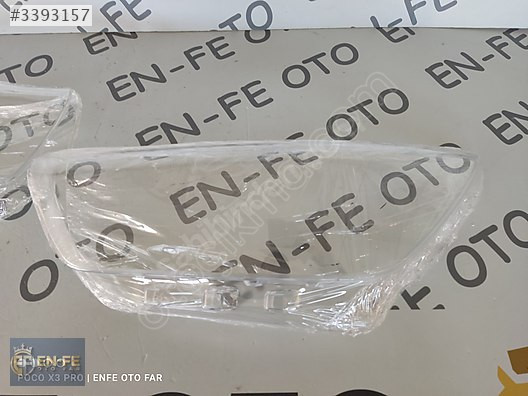 #3393157
EN-FE OTO
EN-FE OTO
EN-FE OTO
EN-FE OTO
EN-FE OTO
EN-FE
POCO X3 PRO | ENFE OTO FAR